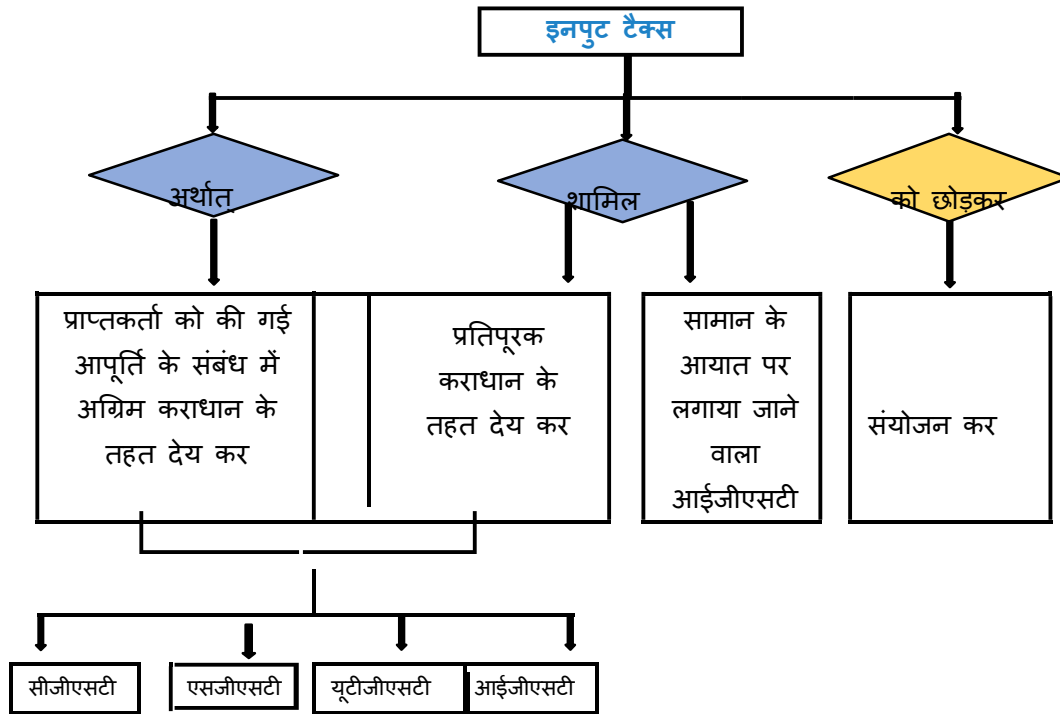 इनपुट टैक्स
अर्थात्
शामिल
को छोड़कर
प्राप्तकर्ता को की गई
आपूर्ति के संबंध में
अग्रिम कराधान के
तहत देय कर
प्रतिपूरक
कराधान के
तहत देय कर
सामान के
आयात पर
लगाया जाने
वाला
आईजीएसटी
संयोजन कर
सीजीएसटी
एसजीएसटी
यूटीजीएसटी
आईजीएसटी